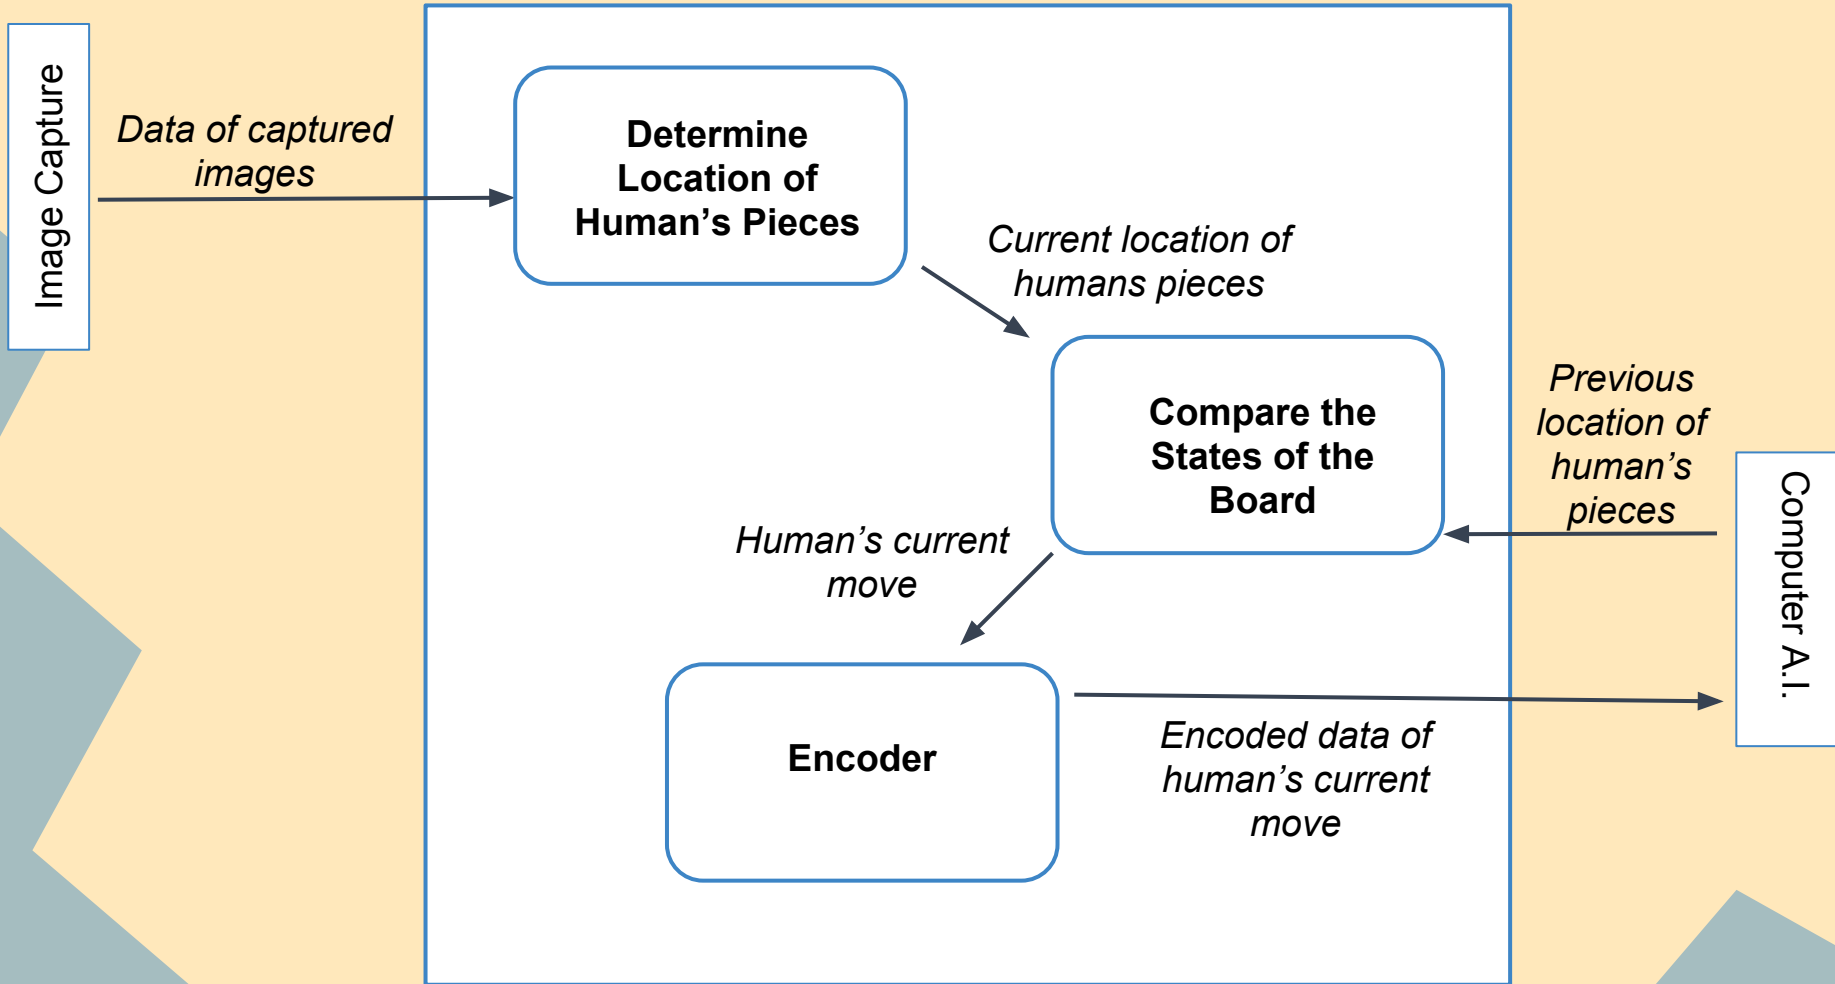 Image Capture
Data of captured
images
Determine
Location of
Human’s Pieces
Current location of
humans pieces
Compare the
States of the
Board
Previous
location of
human’s
pieces
Computer A.I.
Human’s current
move
Encoder
Encoded data of
human’s current
move